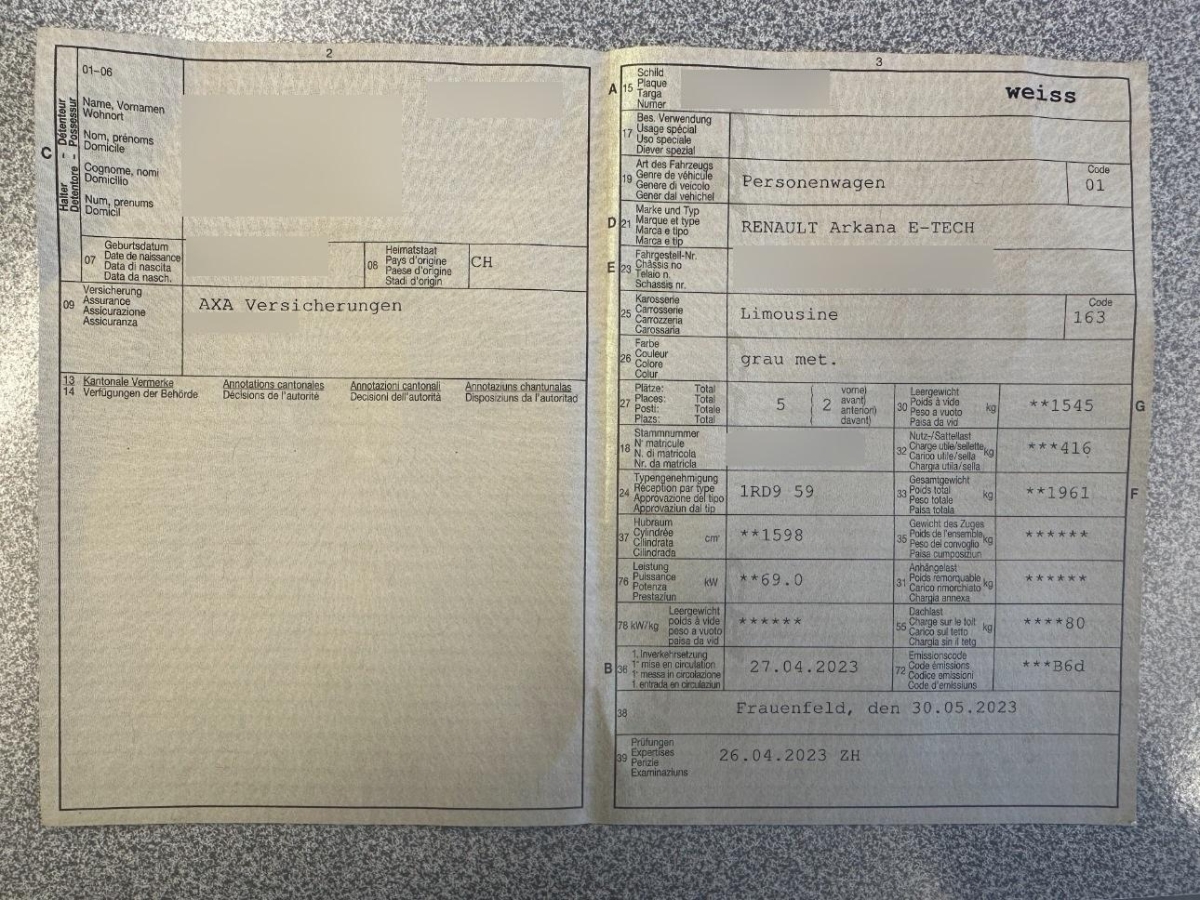 2
01-06
Halter - Détenteur
Detentore - Possessur
C
Name, Vornamen
Wohnort
Nom, prénoms
Domicile
Cognome, nomi
Domicilio
Num, prenums
Domicil
07
Geburtsdatum
Date de naissance
Data di nascita
Data da nasch.
08
Heimatstaat
Pays d'origine
Paese d'origine
Stadi d'origin
CH
09
Versicherung
Assurance
Assicurazione
Assicuranza
AXA Versicherungen
13 Kantonale Vermerke Annotations cantonales Annotazioni cantonali Annotaziuns chantunalas
14 Verfügungen der Behörde Décisions de l'autorité Decisioni dell'autorità Disposiziuns da l'autoritad
3
A 15
Schild
Plaque
Targa
Numer
weiss
17
Bes. Verwendung
Usage spécial
Uso speciale
Diever spezial
19
Art des Fahrzeugs
Genre de véhicule
Genere di veicolo
Gener dal vehichel
Personenwagen
Code
01
D 21
Marke und Typ
Marque et type
Marca e tipo
Marca e tip
RENAULT Arkana E-TECH
E 23
Fahrgestell-Nr.
Châssis no
Telaio n.
Schassis nr.
25
Karosserie
Carrosserie
Carrozzeria
Carossaria
Limousine
Code
163
26
Farbe
Couleur
Colore
Colur
grau met.
27
Plätze: Total
Places: Total
Posti: Totale
Plazs: Total
5 2
vorne)
avant)
anteriori)
davant)
30
Leergewicht
Poids à vide
Peso a vuoto
Paisa da vid
kg
**1545
G
18
Stammnummer
N° matricule
N. di matricola
Nr. da matricla
32
Nutz-/Sattellast
Charge utile/sellette
Carico utile/sella
Chargia utila/sella
kg
***416
24
Typengenehmigung
Réception par type
Approvazione del tipo
Approvaziun dal tip
1RD9 59
33
Gesamtgewicht
Poids total
Peso totale
Paisa totala
kg
**1961
F
37
Hubraum
Cylindrée
Cilindrata
Cilindrada
cm³
**1598
35
Gewicht des Zuges
Poids de l'ensemble
Peso del convoglio
Paisa cumposiziun
kg
******
76
Leistung
Puissance
Potenza
Prestaziun
kW
**69.0
31
Anhängelast
Poids remorquable
Carico rimorchiato
Chargia annexa
kg
******
78 kW/kg
Leergewicht
poids à vide
peso a vuoto
paisa da vid
******
55
Dachlast
Charge sur le toit
Carico sul tetto
Chargia sin il tetg
kg
****80
B 36
1. Inverkehrsetzung
1re mise en circulation
1a messa in circolazione
1. entrada en circulaziun
27.04.2023
72
Emissionscode
Code émissions
Codice emissioni
Code d'emissiuns
***B6d
38
Frauenfeld, den 30.05.2023
39
Prüfungen
Expertises
Perizie
Examinaziuns
26.04.2023 ZH